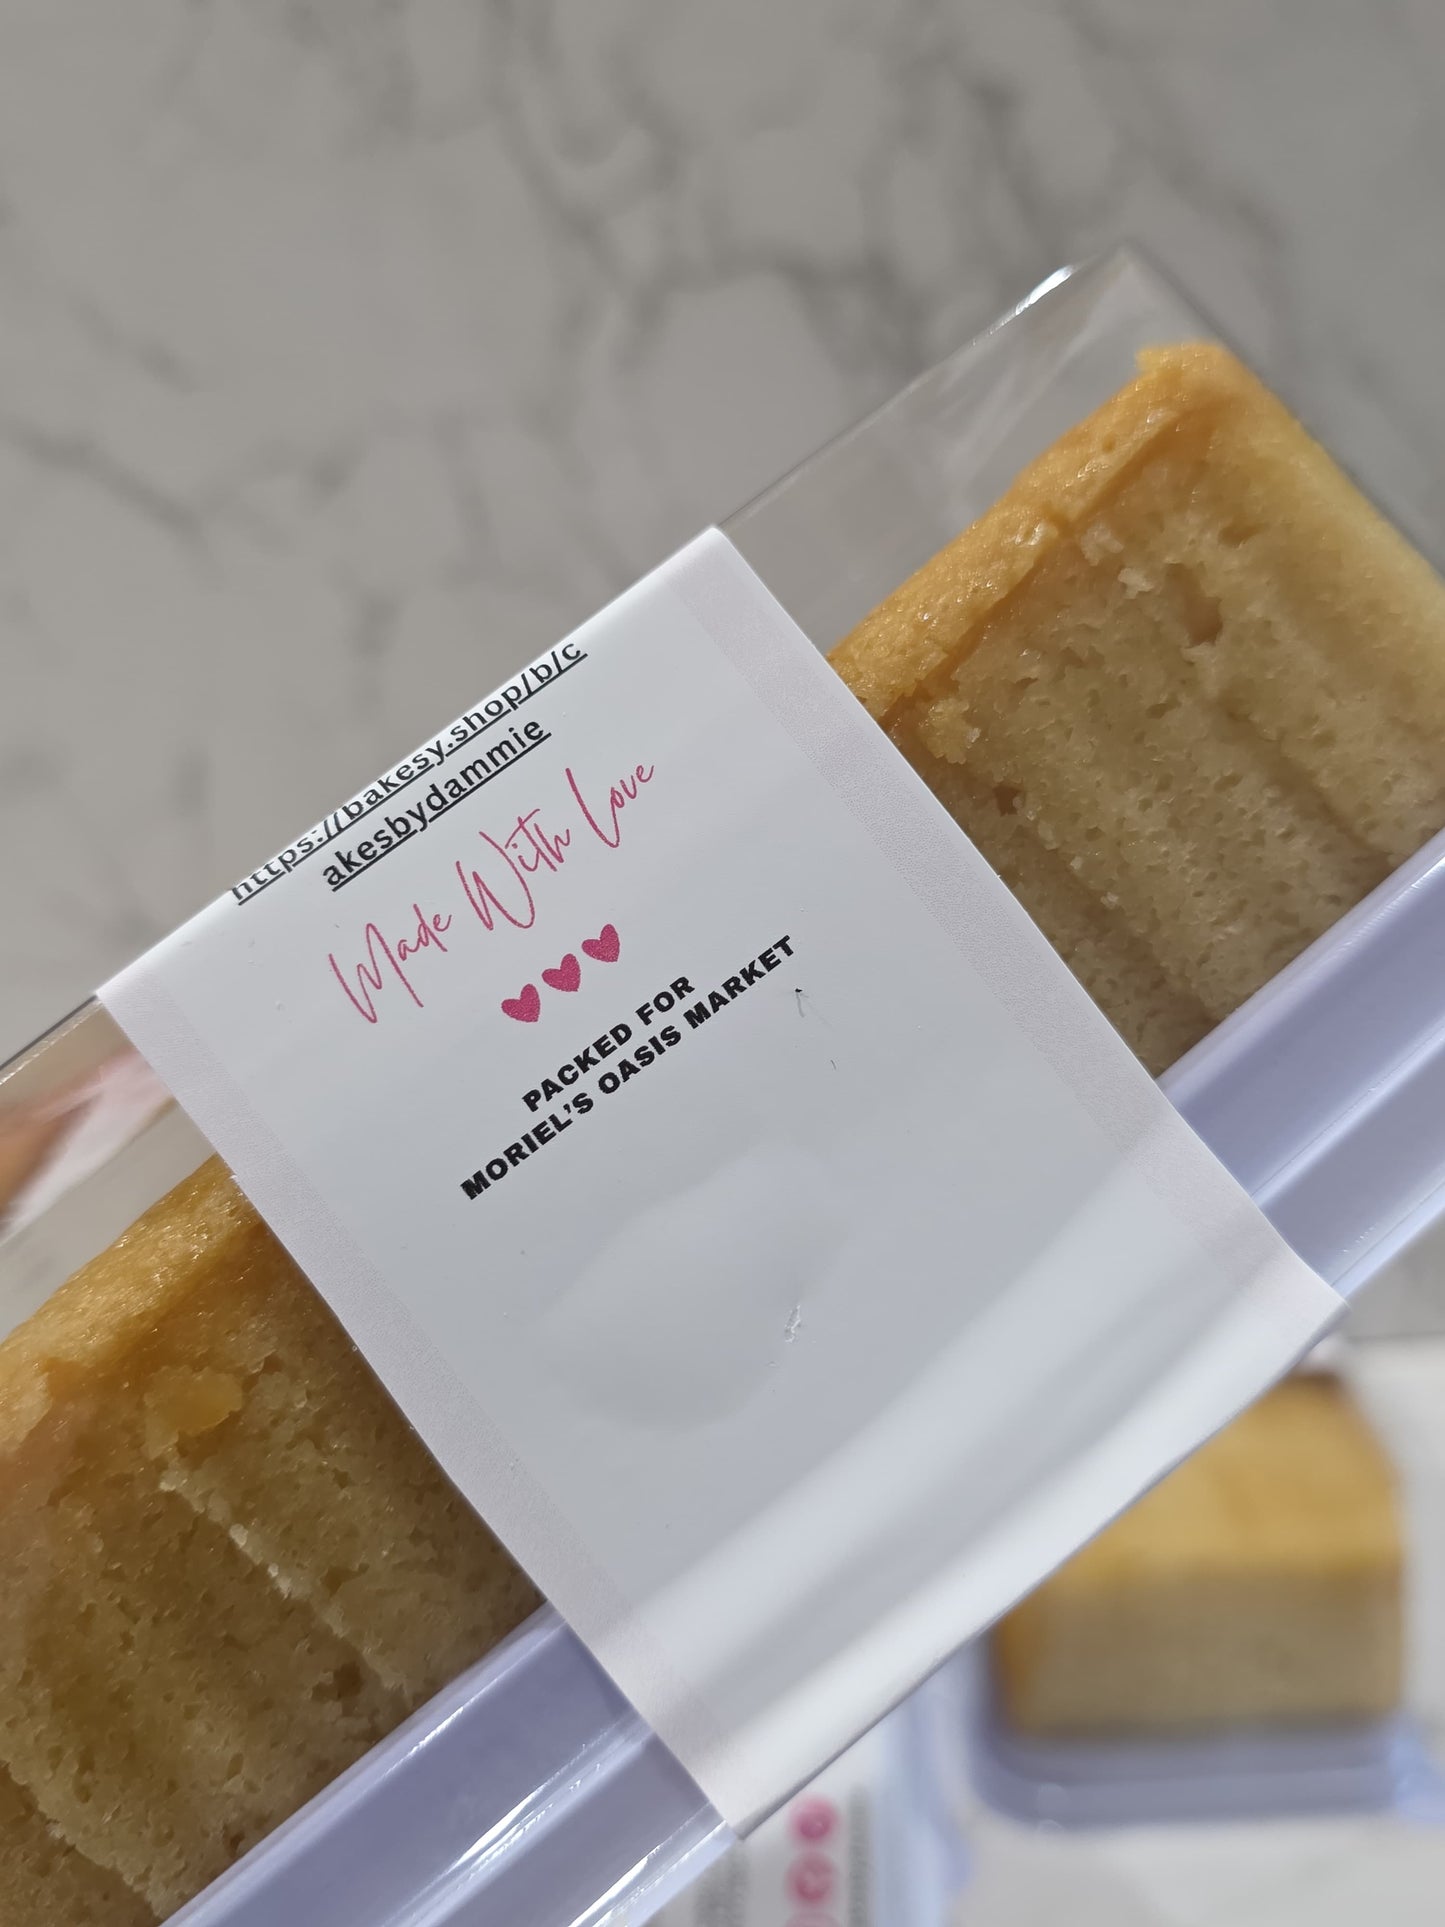 https://bakesy.shop/b/c
akesbydammie
Made With Love
PACKED FOR
MORIEL'S OASIS MARKET